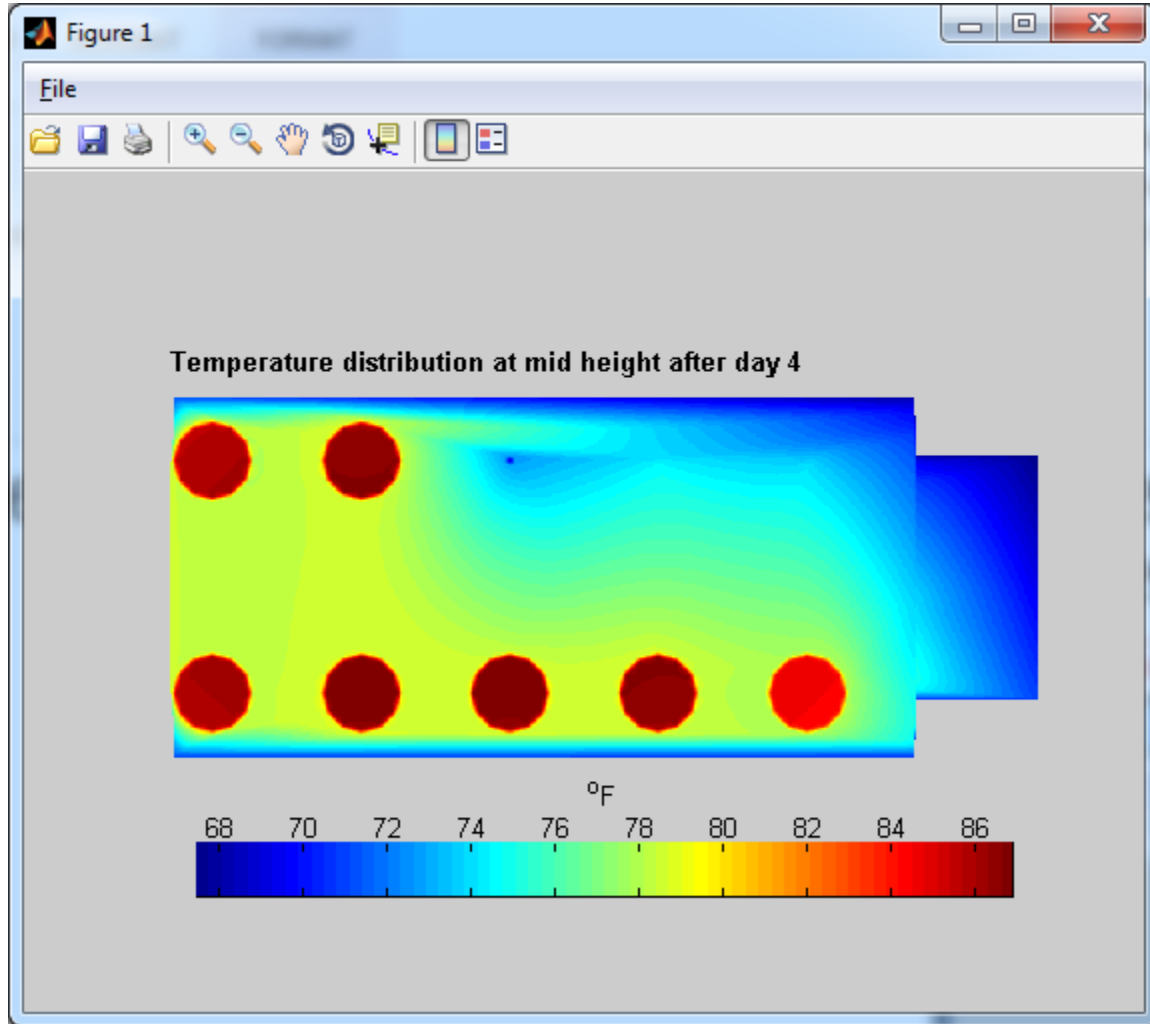 Figure 1
File
Temperature distribution at mid height after day 4
°F
68 70 72 74 76 78 80 82 84 86